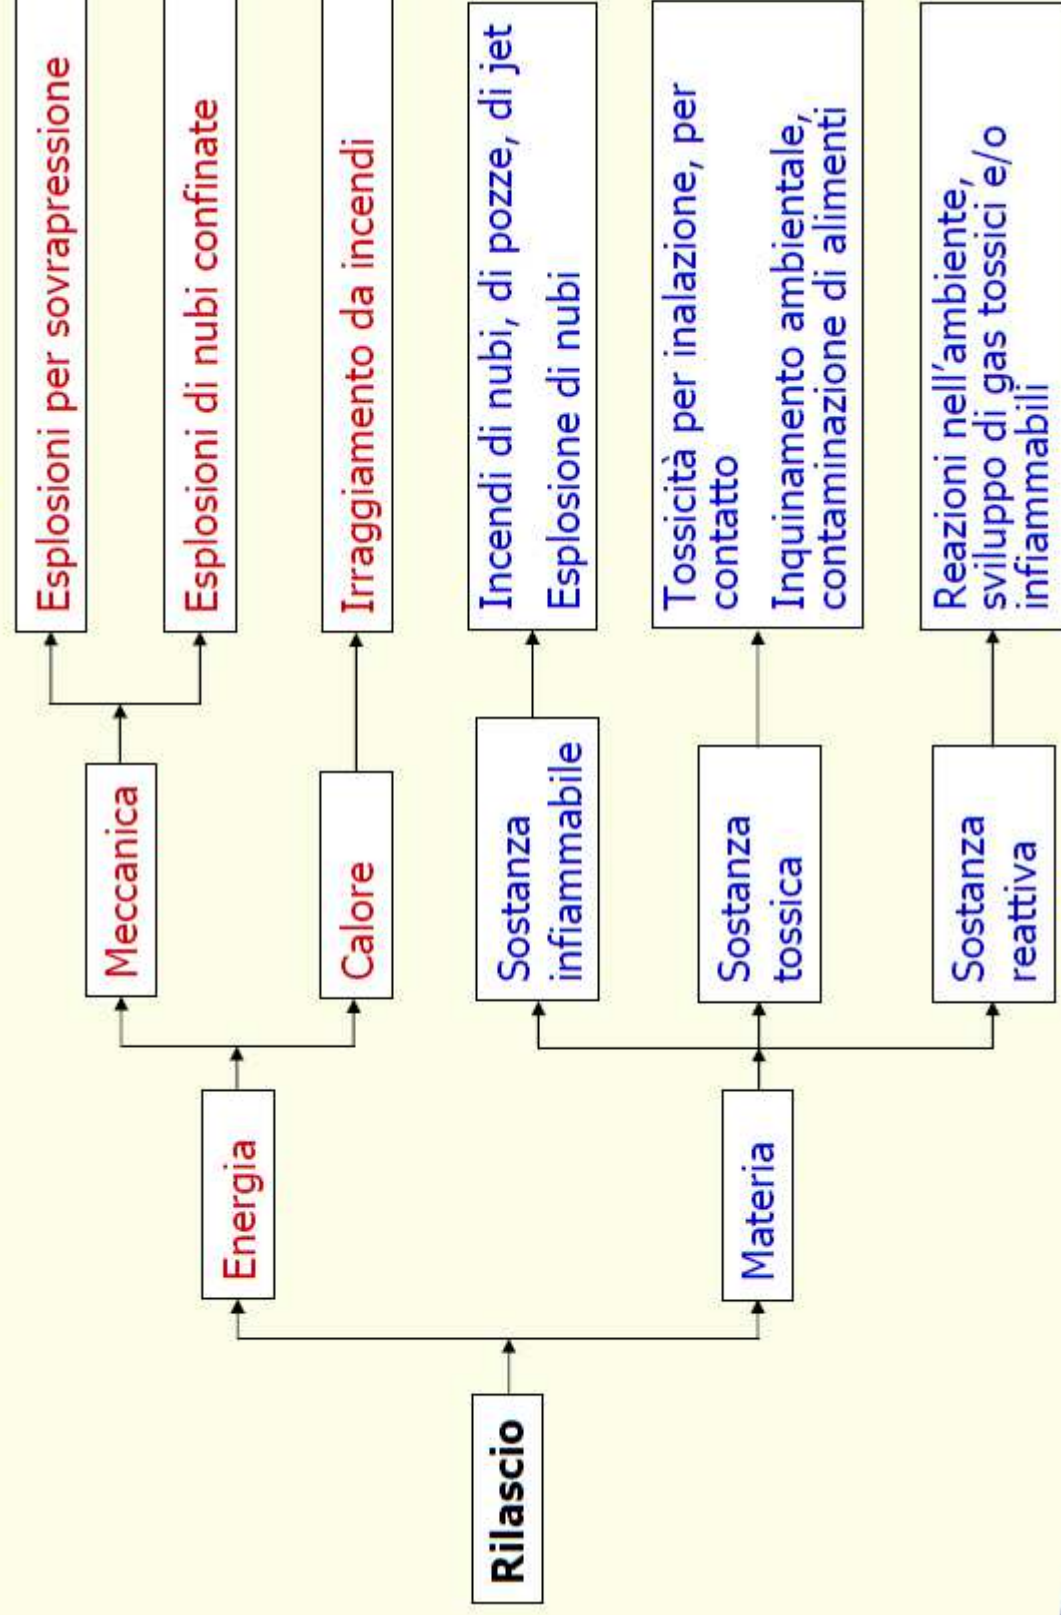 Rilascio
Energia
Materia
Meccanica
Calore
Sostanza
infiammabile
Sostanza
tossica
Sostanza
reattiva
Esplosioni per sovrapressione
Esplosioni di nubi confinate
Irraggiamento da incendi
Incendi di nubi, di pozze, di jet
Esplosione di nubi
Tossicità per inalazione, per
contatto
Inquinamento ambientale,
contaminazione di alimenti
Reazioni nell'ambiente,
sviluppo di gas tossici e/o
infiammabili